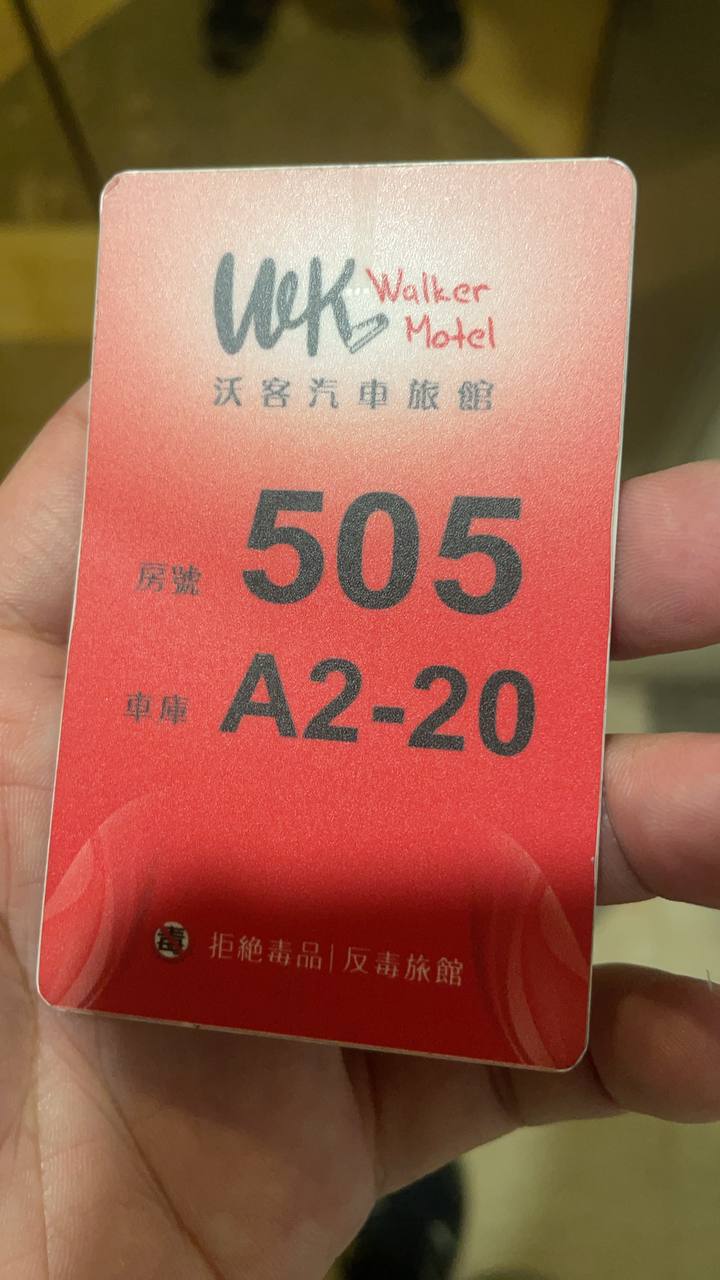 WK Walker
Motel
沃客汽車旅館
房號 505
車庫 A2-20
毒 拒絕毒品|反毒旅館